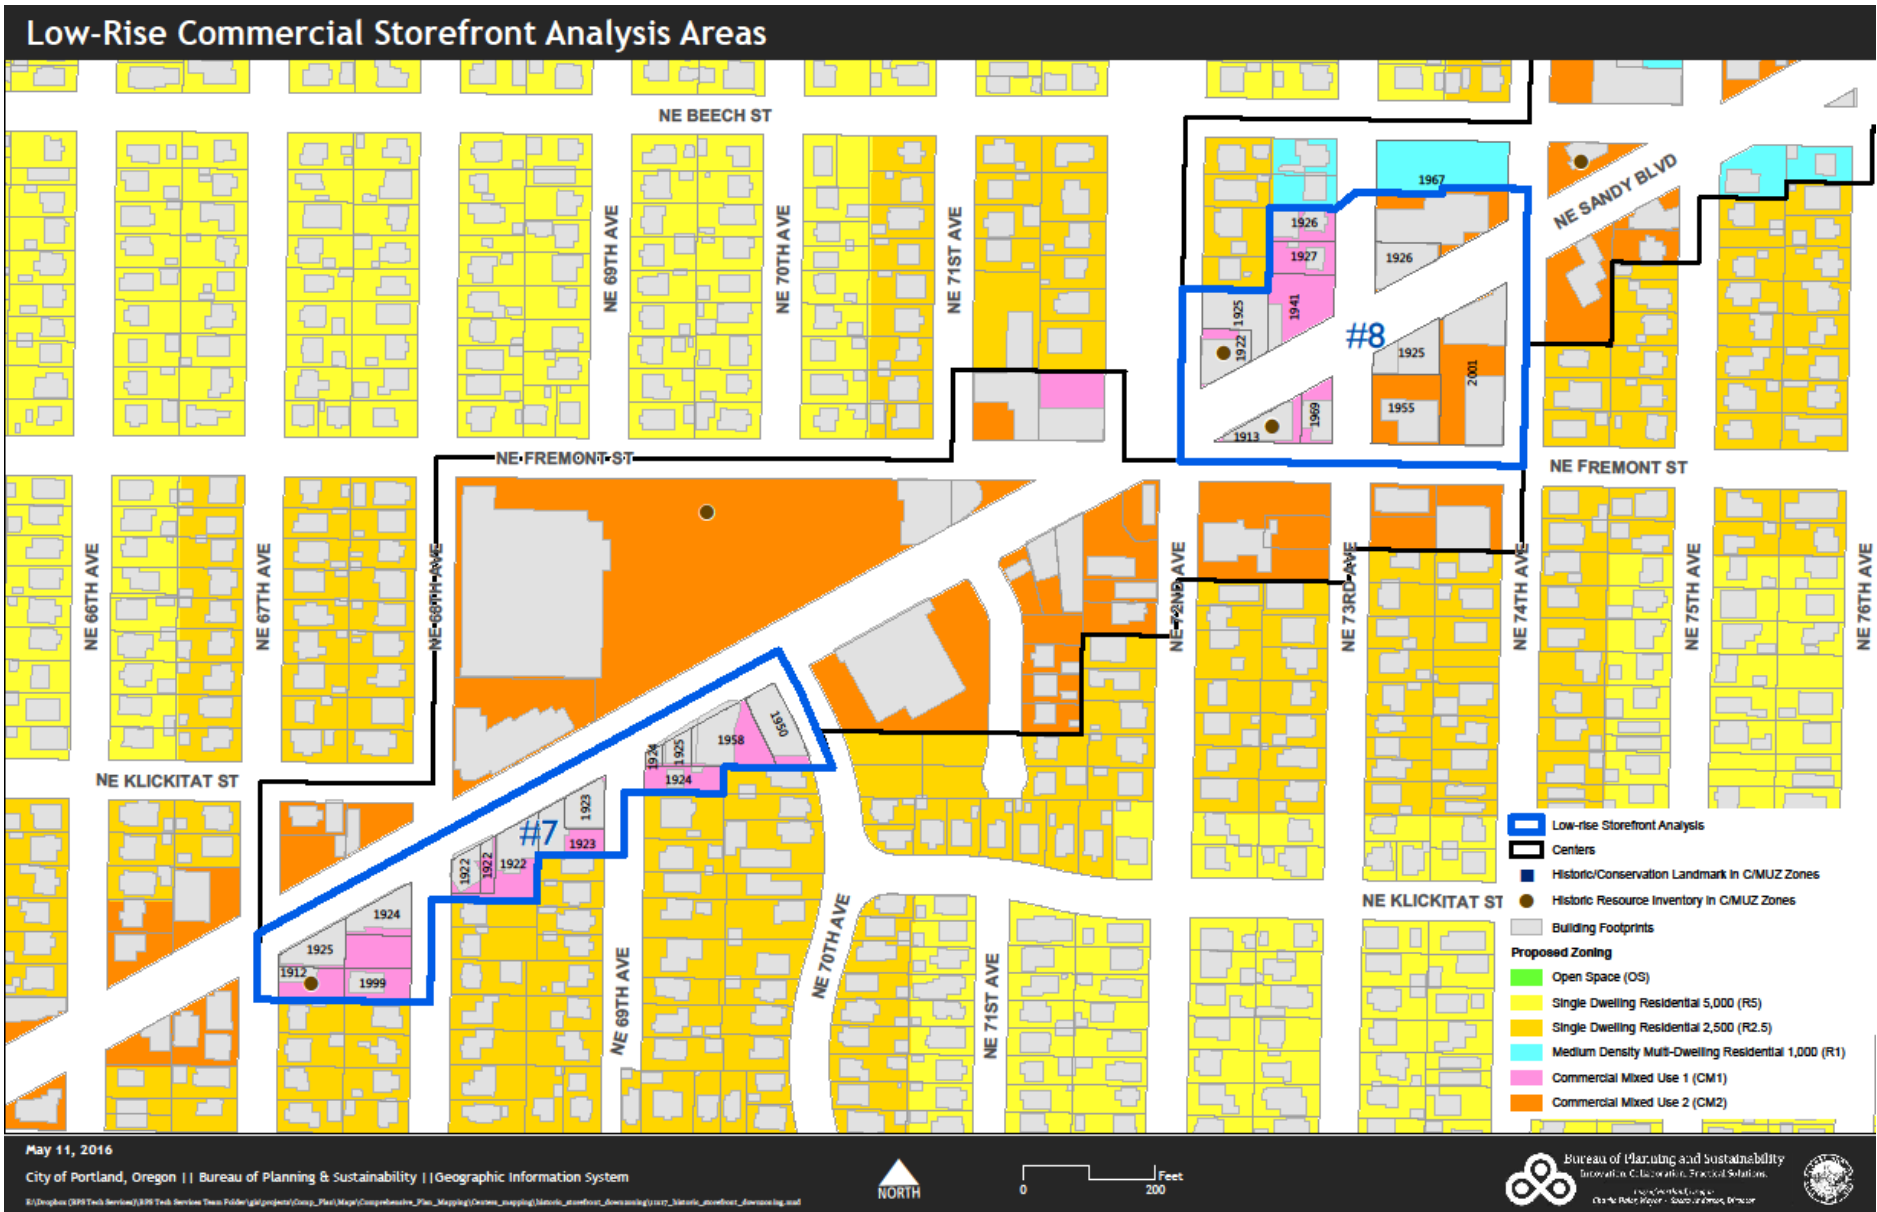 Low-Rise Commercial Storefront Analysis Areas
NE BEECH ST
NE SANDY BLVD
1967
1926
1926
1927
NE 69TH AVE
NE 70TH AVE
NE 71ST AVE
1925
1941
#8
1922
1925
2001
1955
1969
1913
NE FREMONT ST
NE FREMONT ST
NE 66TH AVE
NE 67TH AVE
NE 68TH AVE
NE 72ND AVE
NE 73RD AVE
NE 74TH AVE
NE 75TH AVE
NE 76TH AVE
1950
1958
1924
1925
1924
NE KLICKITAT ST
1923
#7
1923
1922
1922
1922
NE KLICKITAT ST
1924
1925
1912
1999
NE 69TH AVE
NE 70TH AVE
NE 71ST AVE
Low-rise Storefront Analysis
Centers
Historic/Conservation Landmark in C/MUZ Zones
Historic Resource Inventory in C/MUZ Zones
Building Footprints
Proposed Zoning
Open Space (OS)
Single Dwelling Residential 5,000 (R5)
Single Dwelling Residential 2,500 (R2.5)
Medium Density Multi-Dwelling Residential 1,000 (R1)
Commercial Mixed Use 1 (CM1)
Commercial Mixed Use 2 (CM2)
May 11, 2016
City of Portland, Oregon || Bureau of Planning & Sustainability ||Geographic Information System
NORTH
0
200
Feet
Bureau of Planning and Sustainability
Innovation. Collaboration. Practical Solutions.